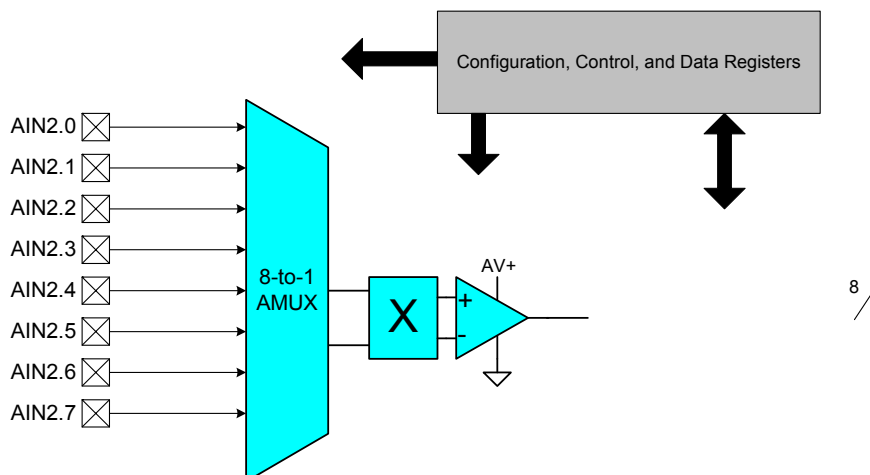 Configuration, Control, and Data Registers
AIN2.0
AIN2.1
AIN2.2
AIN2.3
AIN2.4
AIN2.5
AIN2.6
AIN2.7
8-to-1
AMUX
X
+
-
AV+
8